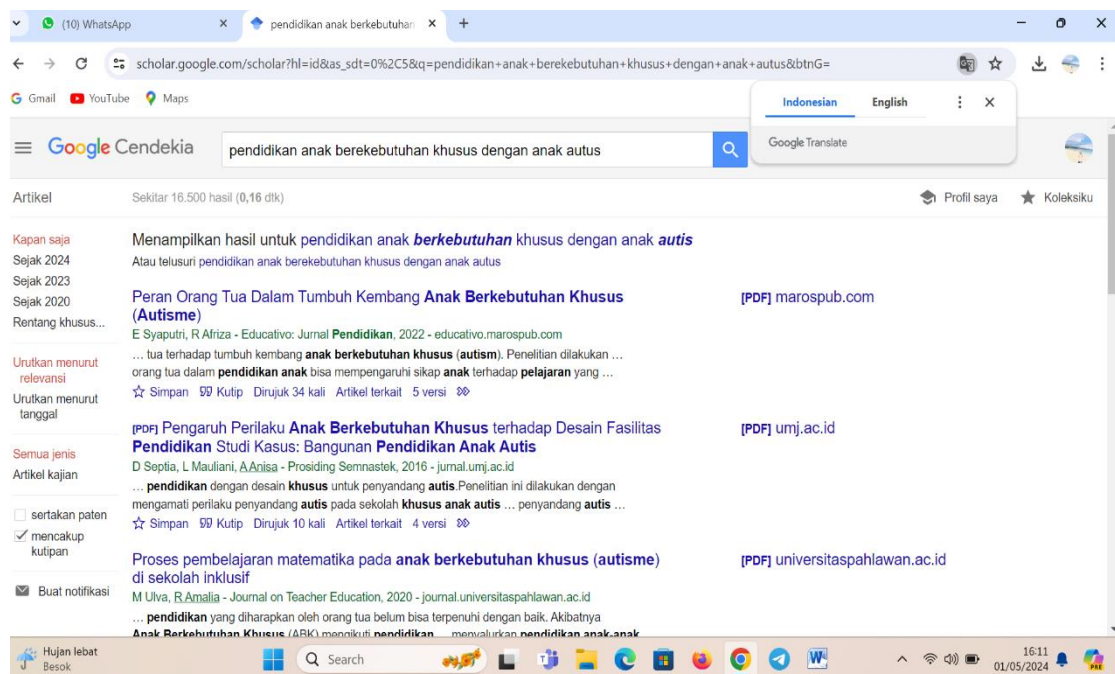 (10) WhatsApp
pendidikan anak berkebutuhan
scholar.google.com/scholar?hl=id&as_sdt=0%2C5&q=pendidikan+anak+berekebutuhan+khusus+dengan+anak+autus&btnG=
Gmail YouTube Maps
Indonesian English
Google Translate
Google Cendekia
pendidikan anak berekebutuhan khusus dengan anak autus
Artikel
Sekitar 16.500 hasil (0,16 dtk)
Profil saya
Koleksiku
Kapan saja
Sejak 2024
Sejak 2023
Sejak 2020
Rentang khusus...
Urutkan menurut
relevansi
Urutkan menurut
tanggal
Semua jenis
Artikel kajian
sertakan paten
mencakup
kutipan
Buat notifikasi
Menampilkan hasil untuk pendidikan anak berkebutuhan khusus dengan anak autis
Atau telusuri pendidikan anak berekebutuhan khusus dengan anak autus
Peran Orang Tua Dalam Tumbuh Kembang Anak Berkebutuhan Khusus
(Autisme)
[PDF] marospub.com
E Syaputri, R Afriza - Educativo: Jurnal Pendidikan, 2022 - educativo.marospub.com
… tua terhadap tumbuh kembang anak berkebutuhan khusus (autism). Penelitian dilakukan …
orang tua dalam pendidikan anak bisa mempengaruhi sikap anak terhadap pelajaran yang …
Simpan Kutip Dirujuk 34 kali Artikel terkait 5 versi
[PDF] Pengaruh Perilaku Anak Berkebutuhan Khusus terhadap Desain Fasilitas
Pendidikan Studi Kasus: Bangunan Pendidikan Anak Autis
[PDF] umj.ac.id
D Septia, L Mauliani, A Anisa - Prosiding Semnastek, 2016 - jurnal.umj.ac.id
… pendidikan dengan desain khusus untuk penyandang autis.Penelitian ini dilakukan dengan
mengamati perilaku penyandang autis pada sekolah khusus anak autis … penyandang autis …
Simpan Kutip Dirujuk 10 kali Artikel terkait 4 versi
Proses pembelajaran matematika pada anak berkebutuhan khusus (autisme)
di sekolah inklusif
[PDF] universitaspahlawan.ac.id
M Ulva, R Amalia - Journal on Teacher Education, 2020 - journal.universitaspahlawan.ac.id
… pendidikan yang diharapkan oleh orang tua belum bisa terpenuhi dengan baik. Akibatnya
Anak Berkebutuhan Khusus (ABK) mengikuti pendidikan … menyalurkan pendidikan anak-anak
Hujan lebat
Besok
Search
16:11
01/05/2024
PRE